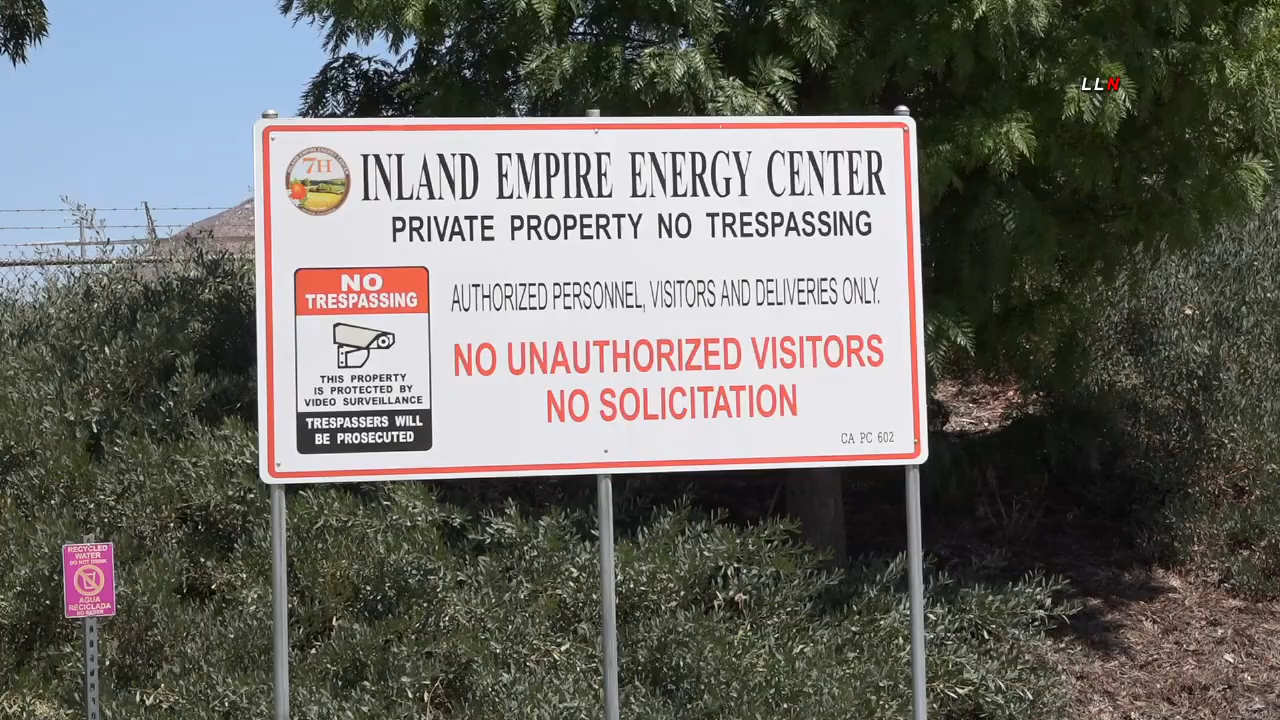 LLN
7H
INLAND EMPIRE ENERGY CENTER
PRIVATE PROPERTY NO TRESPASSING
NO
TRESPASSING
THIS PROPERTY
IS PROTECTED BY
VIDEO SURVEILLANCE
TRESPASSERS WILL
BE PROSECUTED
AUTHORIZED PERSONNEL, VISITORS AND DELIVERIES ONLY.
NO UNAUTHORIZED VISITORS
NO SOLICITATION
CA PC 602
RECYCLED
WATER
DO NOT DRINK
AGUA
RECICLADA
NO BEBER